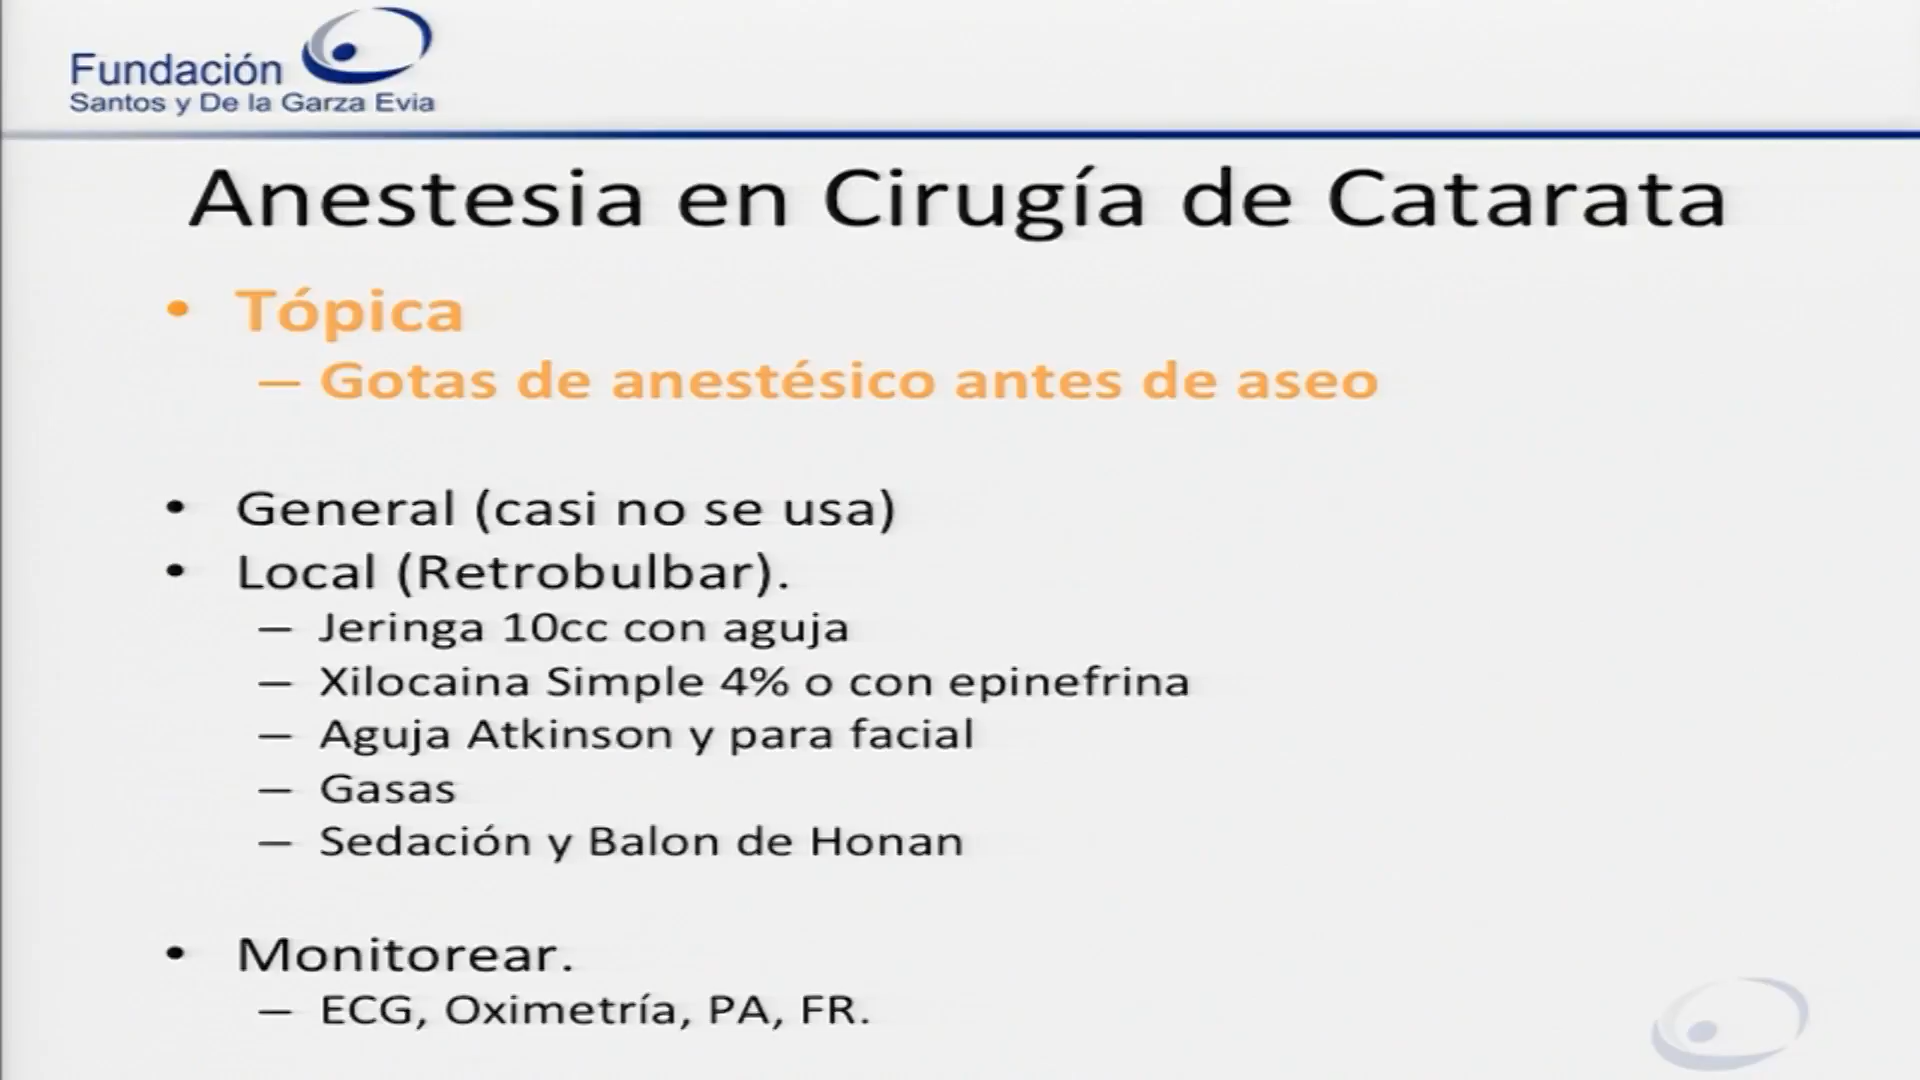 Fundación
Santos y De la Garza Evia
Anestesia en Cirugía de Catarata
• Tópica
– Gotas de anestésico antes de aseo
• General (casi no se usa)
• Local (Retrobulbar).
– Jeringa 10cc con aguja
– Xilocaina Simple 4% o con epinefrina
– Aguja Atkinson y para facial
– Gasas
– Sedación y Balon de Honan
• Monitorear.
– ECG, Oximetría, PA, FR.